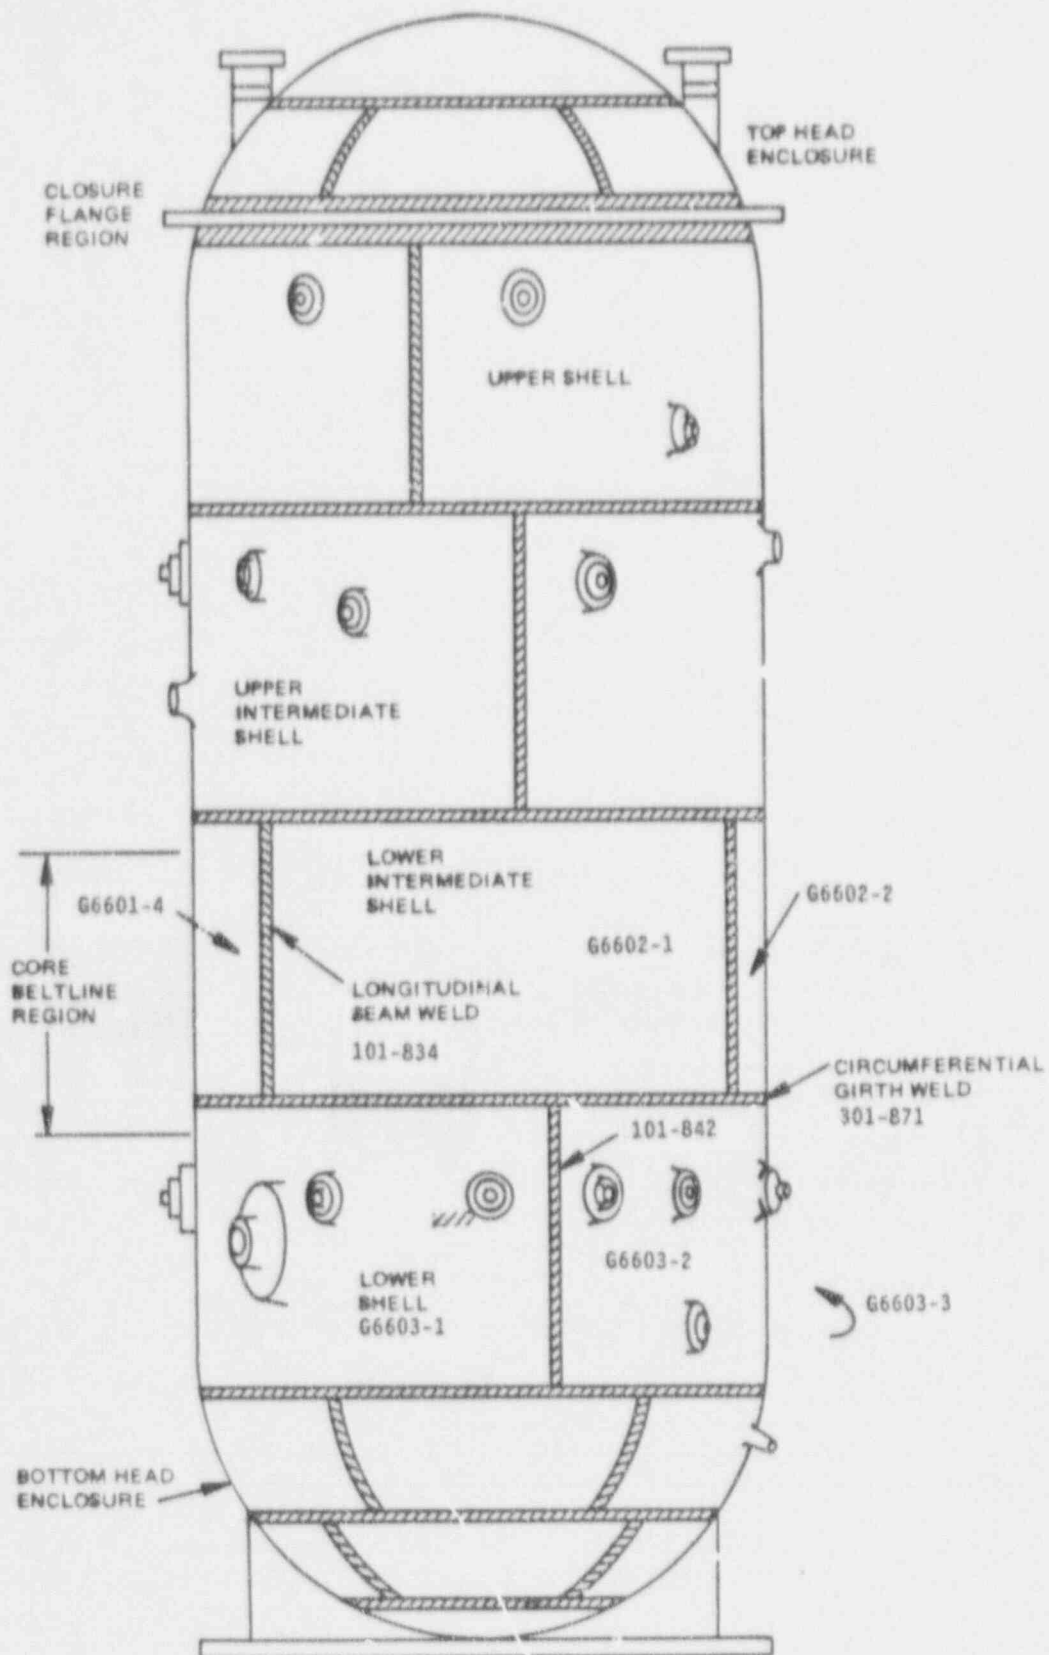 TOP HEAD
ENCLOSURE
CLOSURE
FLANGE
REGION
UPPER SHELL
UPPER
INTERMEDIATE
SHELL
LOWER
INTERMEDIATE
SHELL
G6601-4
G6602-2
G6602-1
CORE
BELTLINE
REGION
LONGITUDINAL
BEAM WELD
101-834
CIRCUMFERENTIAL
GIRTH WELD
301-871
101-842
G6603-2
LOWER
SHELL
G6603-1
G6603-3
BOTTOM HEAD
ENCLOSURE